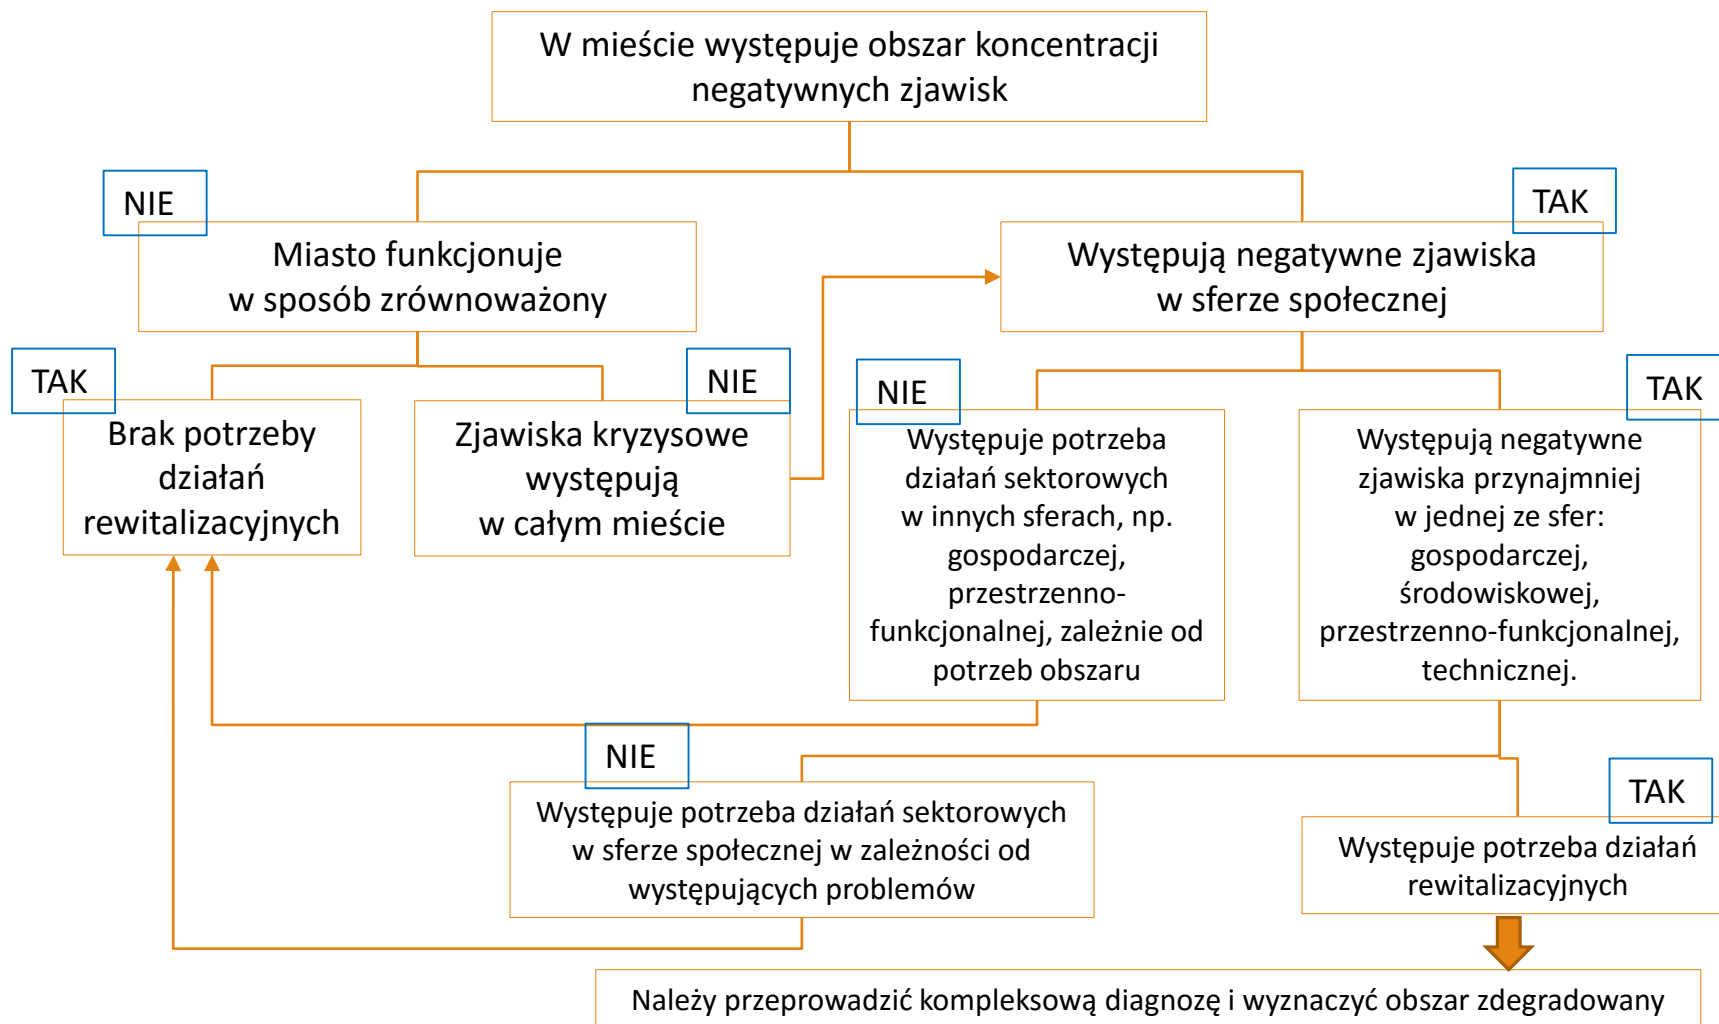 W mieście występuje obszar koncentracji
negatywnych zjawisk
NIE
TAK
Miasto funkcjonuje
w sposób zrównoważony
Występują negatywne zjawiska
w sferze społecznej
TAK
NIE
NIE
TAK
Brak potrzeby
działań
rewitalizacyjnych
Zjawiska kryzysowe
występują
w całym mieście
Występuje potrzeba
działań sektorowych
w innych sferach, np.
gospodarczej,
przestrzenno-
funkcjonalnej, zależnie od
potrzeb obszaru
Występują negatywne
zjawiska przynajmniej
w jednej ze sfer:
gospodarczej,
środowiskowej,
przestrzenno-funkcjonalnej,
technicznej.
NIE
TAK
Występuje potrzeba działań sektorowych
w sferze społecznej w zależności od
występujących problemów
Występuje potrzeba działań
rewitalizacyjnych
Należy przeprowadzić kompleksową diagnozę i wyznaczyć obszar zdegradowany